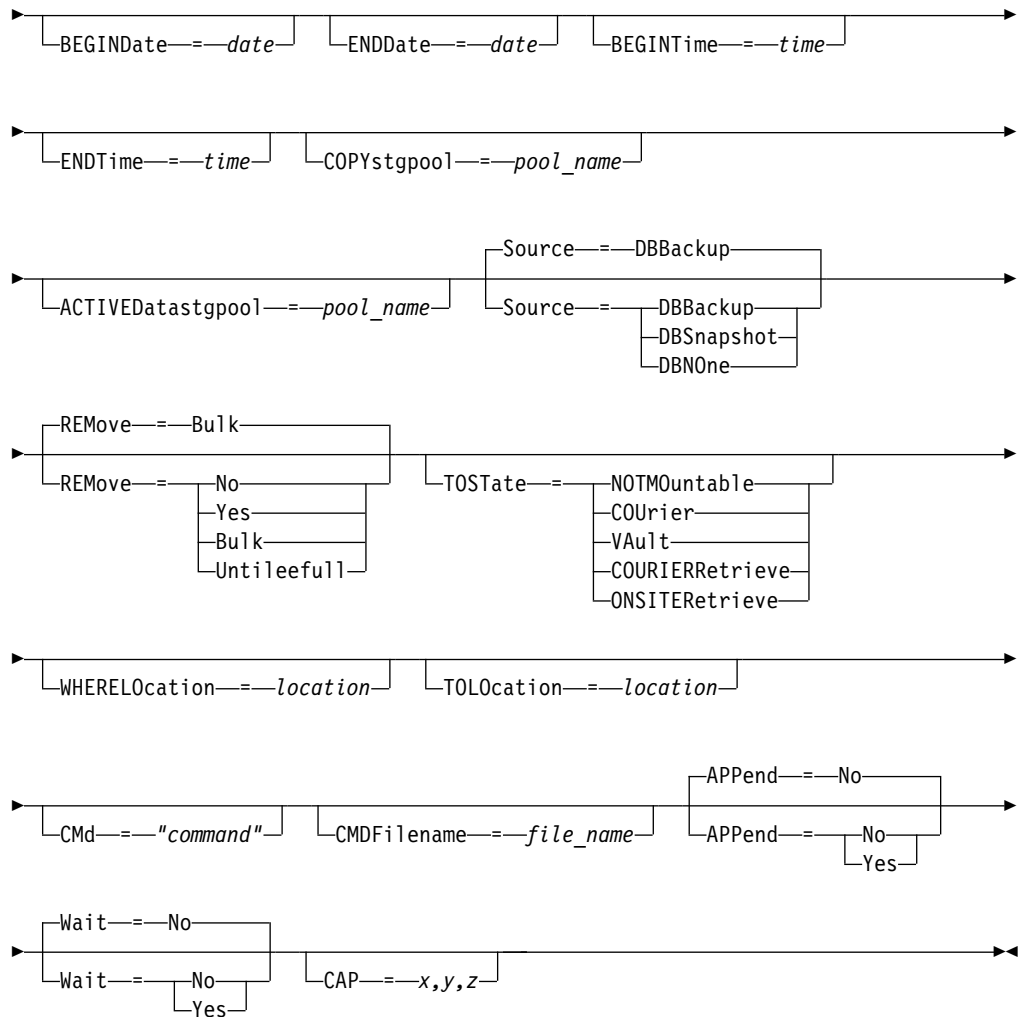 BEGINDate = date ENDDate = date BEGINTime = time
ENDTime = time COPYstgpool = pool_name
Source = DBBackup
ACTIVEDatastgpool = pool_name Source = DBBackup
DBSnapshot
DBNOne
REMove = Bulk
REMove = No TOSTate = NOTMOuntable
Yes COUrier
Bulk VAult
Untileefull COURIERRetrieve
ONSITERetrieve
WHERELOcation = location TOLOcation = location
APPend = No
CMd = "command" CMDFilename = file_name APPend = No
Yes
Wait = No
Wait = No CAP = x,y,z
Yes